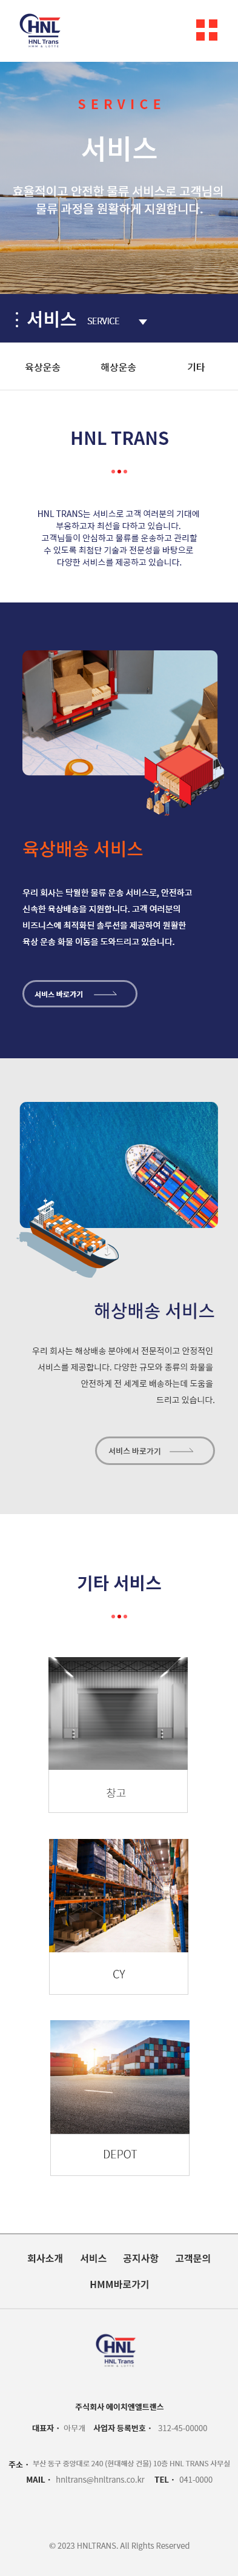 HNL
HNL Trans
HMM & LOTTE
SERVICE
서비스
효율적이고 안전한 물류 서비스로 고객님의
물류 과정을 원활하게 지원합니다.
서비스 SERVICE
육상운송 해상운송 기타
HNL TRANS
HNL TRANS는 서비스로 고객 여러분의 기대에
부응하고자 최선을 다하고 있습니다.
고객님들이 안심하고 물류를 운송하고 관리할
수 있도록 최첨단 기술과 전문성을 바탕으로
다양한 서비스를 제공하고 있습니다.
육상배송 서비스
우리 회사는 탁월한 물류 운송 서비스로, 안전하고
신속한 육상배송을 지원합니다. 고객 여러분의
비즈니스에 최적화된 솔루션을 제공하여 원활한
육상 운송 화물 이동을 도와드리고 있습니다.
서비스 바로가기
해상배송 서비스
우리 회사는 해상배송 분야에서 전문적이고 안정적인
서비스를 제공합니다. 다양한 규모와 종류의 화물을
안전하게 전 세계로 배송하는데 도움을
드리고 있습니다.
서비스 바로가기
기타 서비스
창고
CY
DEPOT
회사소개 서비스 공지사항 고객문의
HMM바로가기
HNL
HNL Trans
HMM & LOTTE
주식회사 에이치앤엘트랜스
대표자 · 아무개 사업자 등록번호 · 312-45-00000
주소 · 부산 동구 중앙대로 240 (현대해상 건물) 10층 HNL TRANS 사무실
MAIL · hnltrans@hnltrans.co.kr TEL · 041-0000
© 2023 HNLTRANS. All Rights Reserved